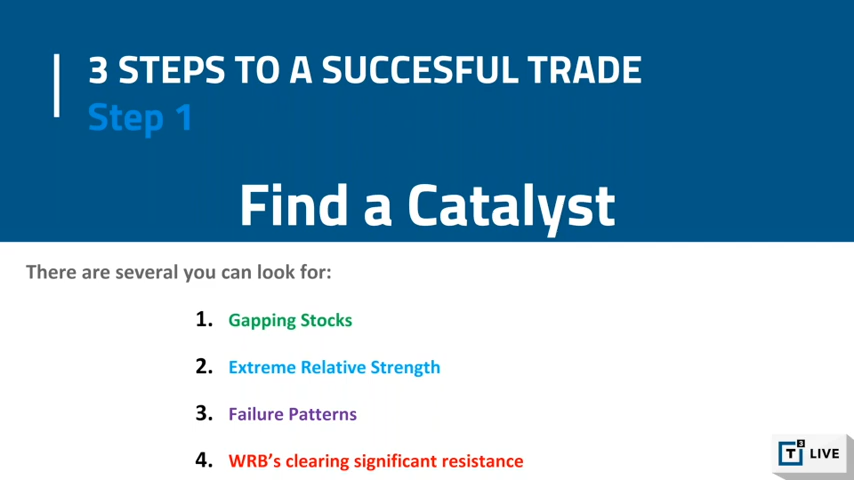 3 STEPS TO A SUCCESFUL TRADE
Step 1
Find a Catalyst
There are several you can look for:
1. Gapping Stocks
2. Extreme Relative Strength
3. Failure Patterns
4. WRB's clearing significant resistance
T3 LIVE